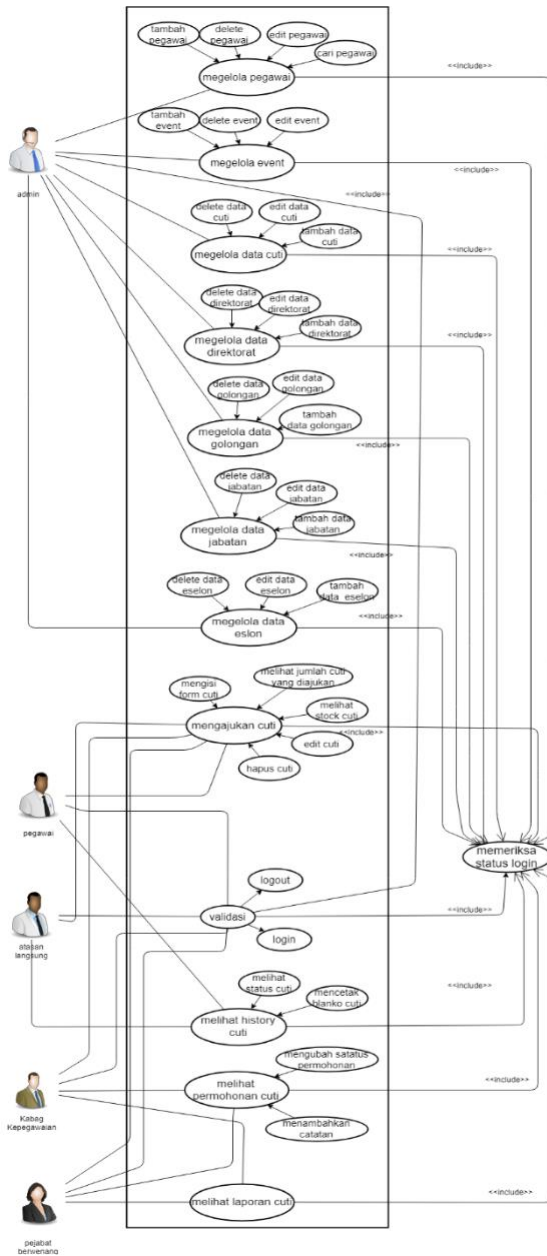 tambah
pegawai
delete
pegawai
edit pegawai
cari pegawai
megelola pegawai
<<include>>
tambah
event
delete event
edit event
megelola event
<<include>>
admin
delete data
cuti
edit data
cuti
tambah data
cuti
megelola data cuti
<<include>>
<<include>>
delete data
direktorat
edit data
direktorat
tambah data
direktorat
megelola data
direktorat
<<include>>
delete data
golongan
edit data
golongan
tambah
data golongan
megelola data
golongan
<<include>>
delete data
jabatan
edit data
jabatan
tambah data
jabatan
megelola data
jabatan
<<include>>
delete data
eselon
edit data
eselon
tambah
data eselon
megelola data
eslon
<<include>>
mengisi
form cuti
melihat jumlah cuti
yang diajukan
melihat
stock cuti
mengajukan cuti
edit cuti
hapus cuti
<<include>>
pegawai
memeriksa
status login
logout
validasi
login
<<include>>
atasan
langsung
melihat
status cuti
mencetak
blanko cuti
melihat history
cuti
<<include>>
mengubah satatus
permohonan
melihat
permohonan cuti
menambahkan
catatan
<<include>>
Kabag
Kepegawaian
melihat laporan cuti
<<include>>
pejabat
berwenang